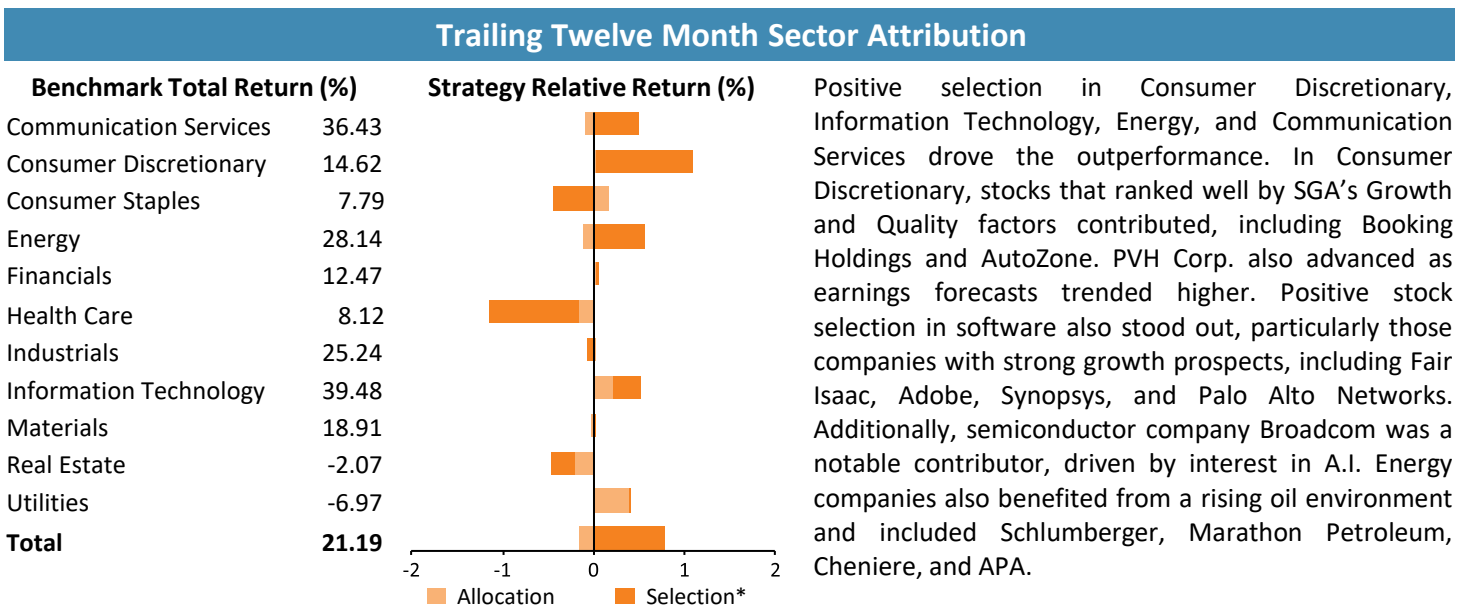 Trailing Twelve Month Sector Attribution
Benchmark Total Return (%)
Communication Services 36.43
Consumer Discretionary 14.62
Consumer Staples 7.79
Energy 28.14
Financials 12.47
Health Care 8.12
Industrials 25.24
Information Technology 39.48
Materials 18.91
Real Estate -2.07
Utilities -6.97
Total 21.19
Strategy Relative Return (%)
-2 -1 0 1 2
Allocation Selection*
Positive selection in Consumer Discretionary,
Information Technology, Energy, and Communication
Services drove the outperformance. In Consumer
Discretionary, stocks that ranked well by SGA’s Growth
and Quality factors contributed, including Booking
Holdings and AutoZone. PVH Corp. also advanced as
earnings forecasts trended higher. Positive stock
selection in software also stood out, particularly those
companies with strong growth prospects, including Fair
Isaac, Adobe, Synopsys, and Palo Alto Networks.
Additionally, semiconductor company Broadcom was a
notable contributor, driven by interest in A.I. Energy
companies also benefited from a rising oil environment
and included Schlumberger, Marathon Petroleum,
Cheniere, and APA.